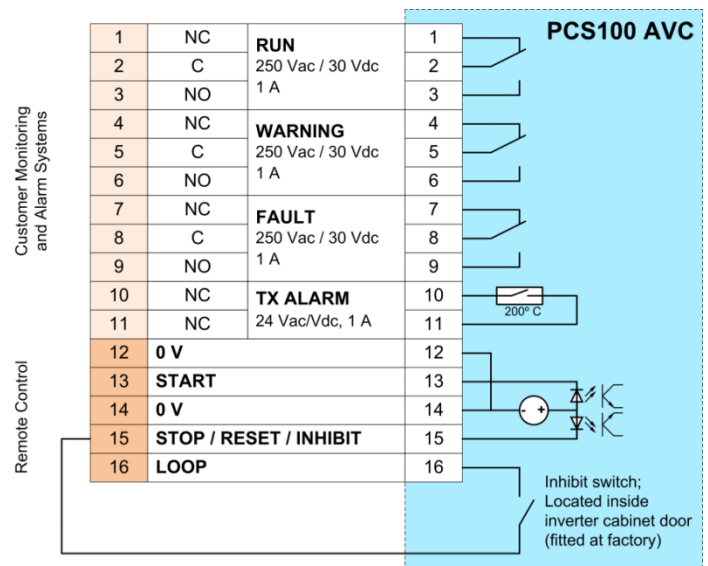 PCS100 AVC
Customer Monitoring
and Alarm Systems
Remote Control
1 NC RUN 1
2 C 250 Vac / 30 Vdc 2
3 NO 1 A 3
4 NC WARNING 4
5 C 250 Vac / 30 Vdc 5
6 NO 1 A 6
7 NC FAULT 7
8 C 250 Vac / 30 Vdc 8
9 NO 1 A 9
10 NC TX ALARM 10
200º C
11 NC 24 Vac/Vdc, 1 A 11
12 0 V 12
13 START 13
14 0 V 14
- +
15 STOP / RESET / INHIBIT 15
16 LOOP 16
Inhibit switch;
Located inside
inverter cabinet door
(fitted at factory)